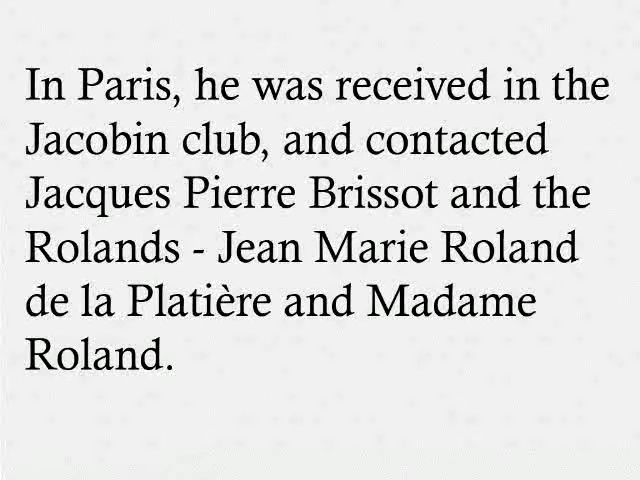 In Paris, he was received in the
Jacobin club, and contacted
Jacques Pierre Brissot and the
Rolands - Jean Marie Roland
de la Platière and Madame
Roland.